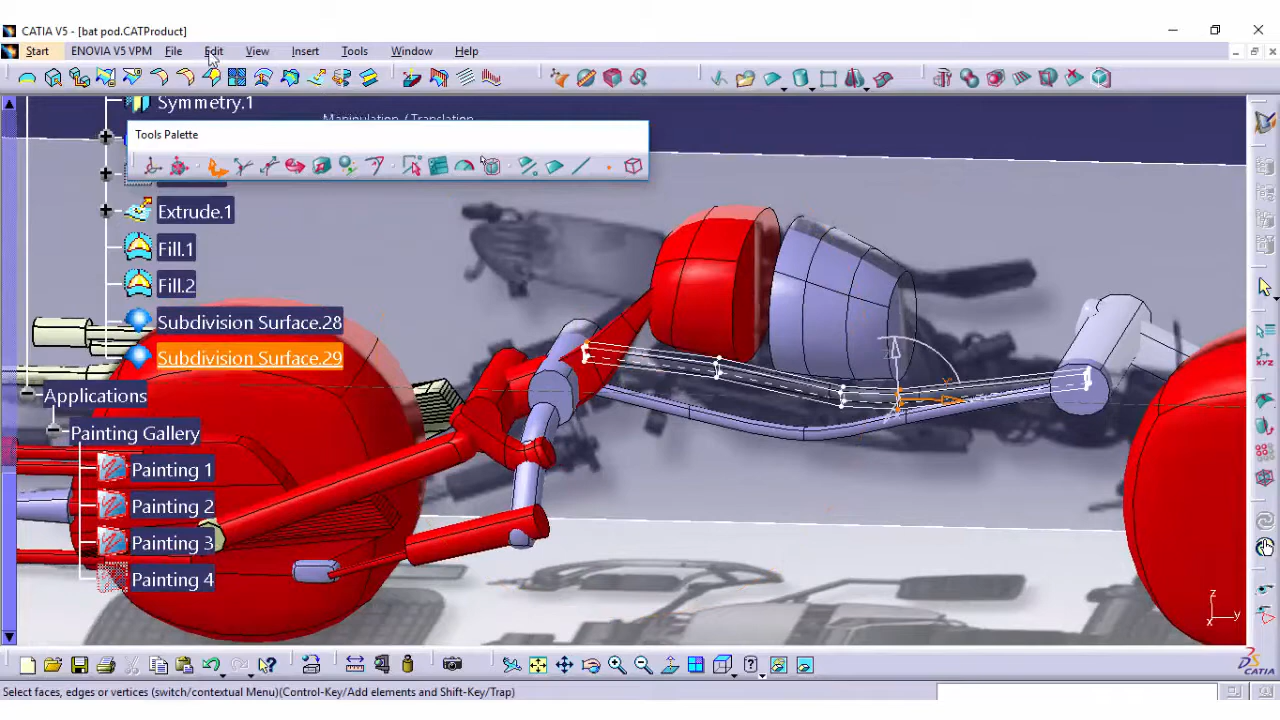 CATIA V5 - [bat pod.CATProduct]
Start ENOVIA V5 VPM File Edit View Insert Tools Window Help
Symmetry.1
Manipulation / Translation
Tools Palette
Extrude.1
Fill.1
Fill.2
Subdivision Surface.28
Subdivision Surface.29
Applications
Painting Gallery
Painting 1
Painting 2
Painting 3
Painting 4
z
x
y
DS CATIA
Select faces, edges or vertices (switch/contextual Menu)(Control-Key/Add elements and Shift-Key/Trap)